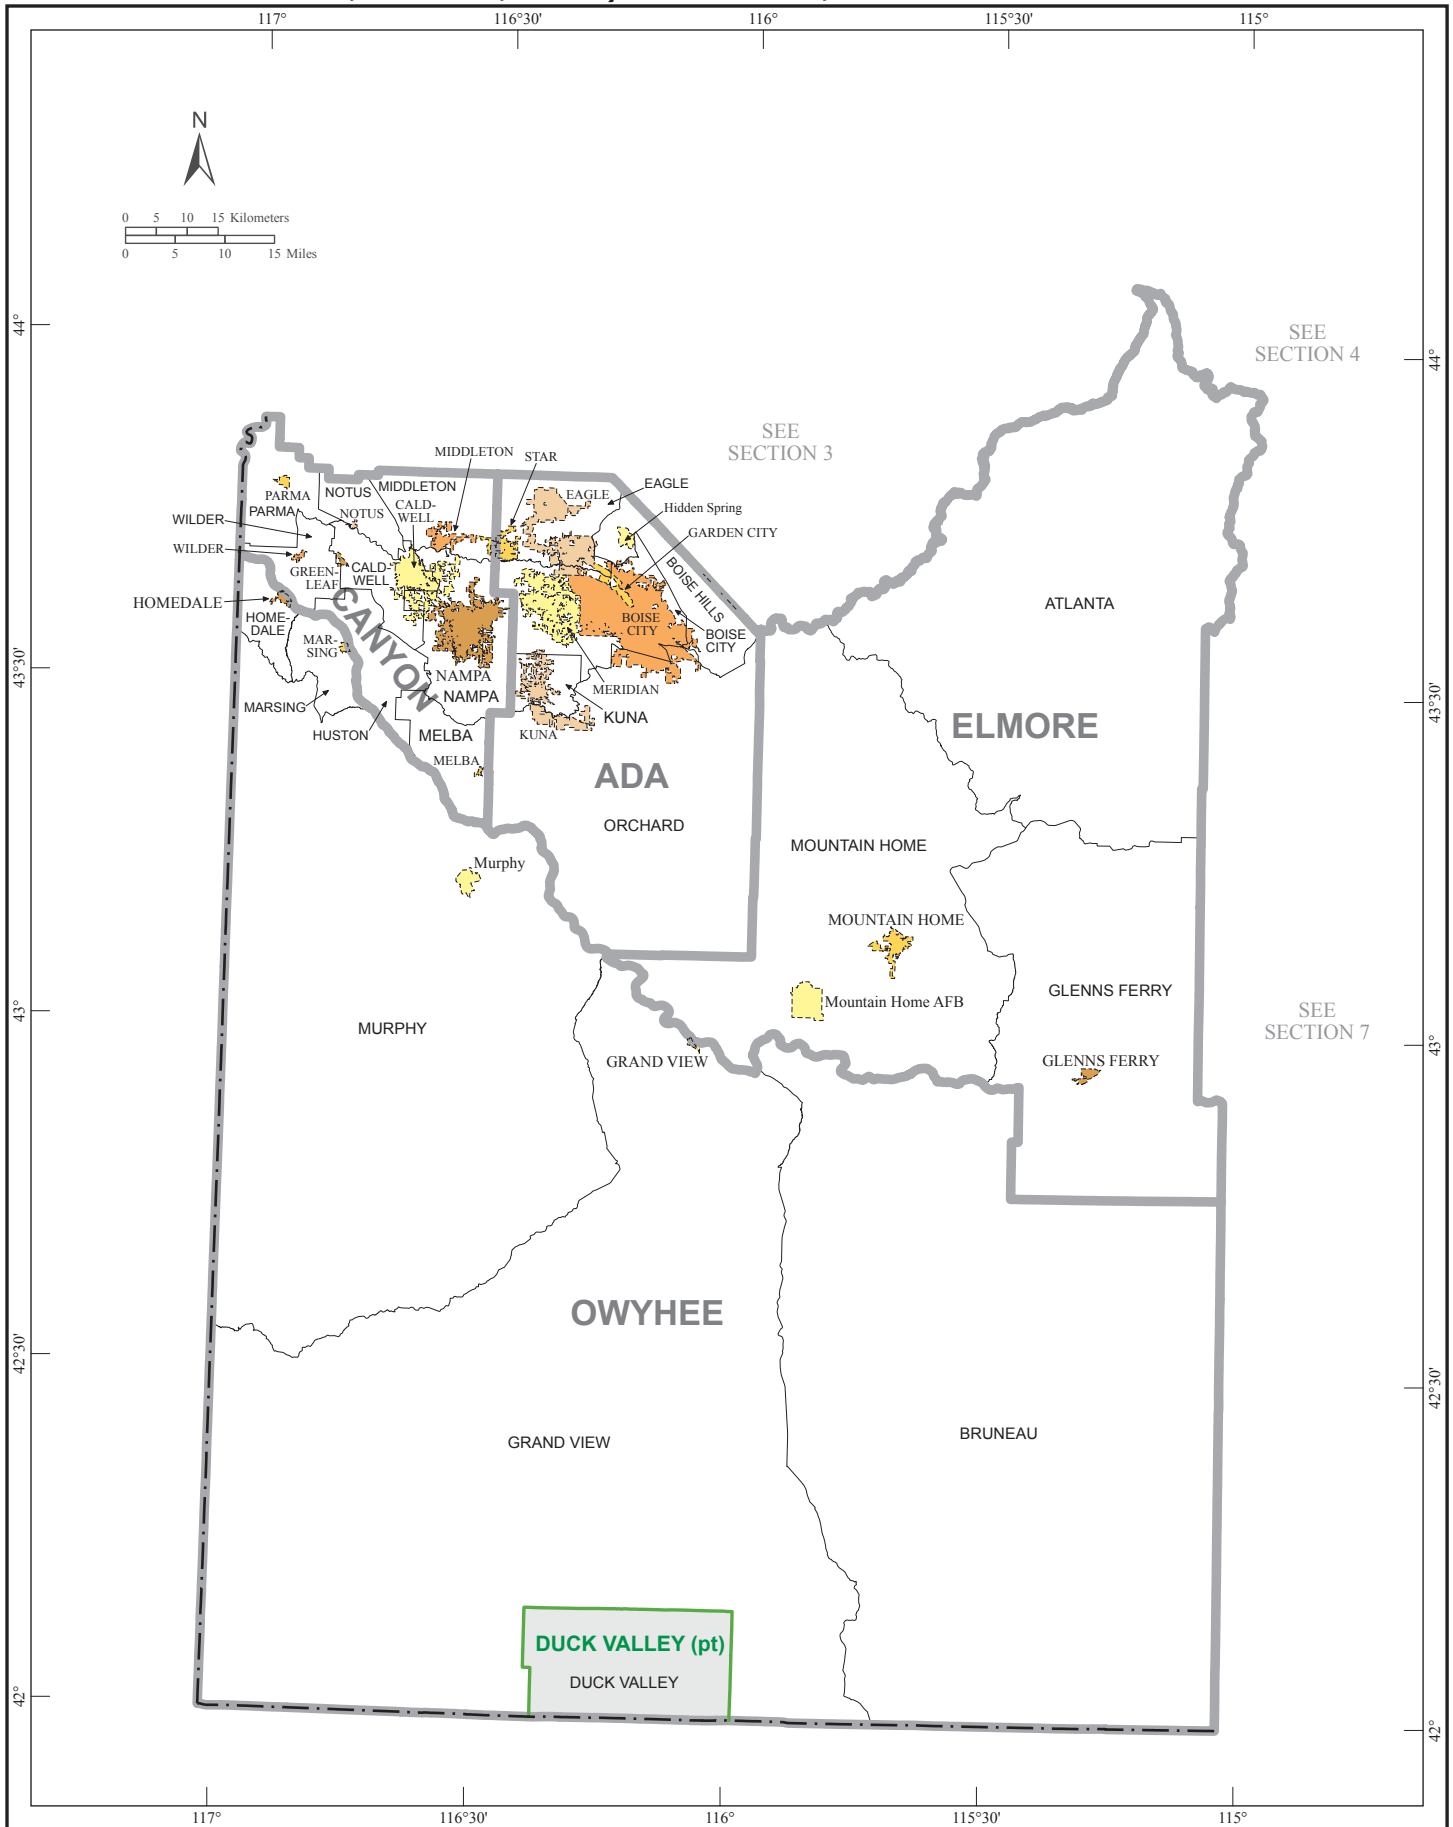 117°
116°30'
116°
115°30'
115°
N
0 5 10 15 Kilometers
0 5 10 15 Miles
44°
44°
SEE
SECTION 4
SEE
SECTION 3
MIDDLETON
STAR
PARMA
PARMA
NOTUS
MIDDLETON
CALD-
WELL
NOTUS
EAGLE
EAGLE
Hidden Spring
GARDEN CITY
WILDER
WILDER
GREEN-
LEAF
CALD-
WELL
BOISE HILLS
HOMEDALE
HOME-
DALE
CANYON
BOISE
CITY
BOISE
CITY
ATLANTA
MAR-
SING
43°30'
NAMPA
NAMPA
MERIDIAN
MARSING
HUSTON
MELBA
KUNA
KUNA
43°30'
ELMORE
MELBA
ADA
ORCHARD
MOUNTAIN HOME
Murphy
MOUNTAIN HOME
GLENNS FERRY
Mountain Home AFB
43°
SEE
SECTION 7
MURPHY
43°
GRAND VIEW
GLENNS FERRY
OWYHEE
42°30'
42°30'
GRAND VIEW
BRUNEAU
DUCK VALLEY (pt)
DUCK VALLEY
42°
42°
117°
116°30'
116°
115°30'
115°